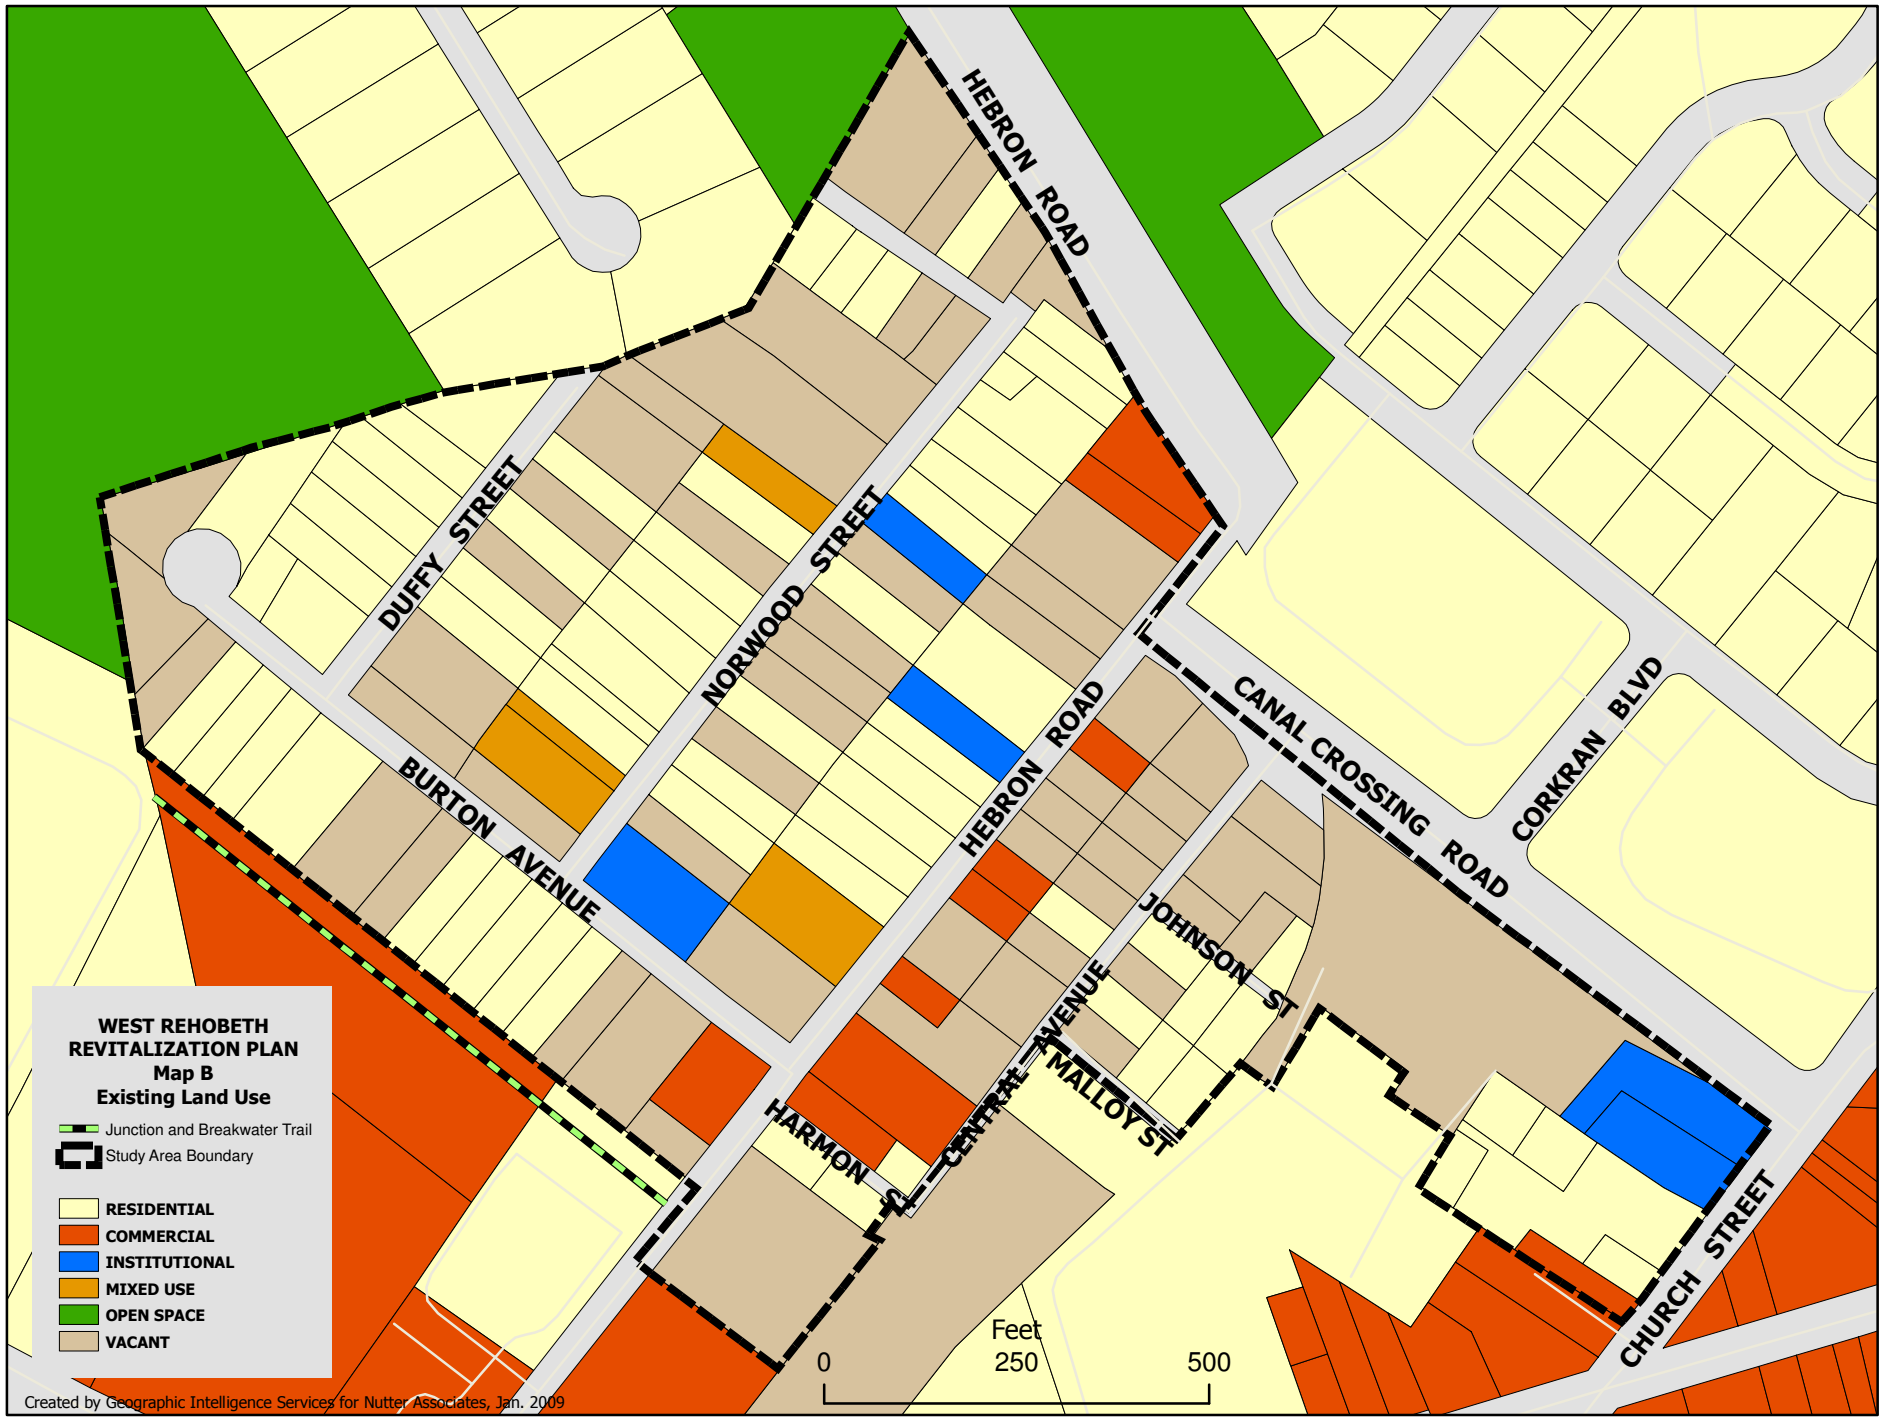 HEBRON ROAD
DUFFY STREET
NORWOOD STREET
HEBRON ROAD
CANAL CROSSING ROAD
CORKRAN BLVD
BURTON AVENUE
JOHNSON ST
CENTRAL AVENUE
MALLOY ST
HARMON ST
CHURCH STREET
WEST REHOBETH
REVITALIZATION PLAN
Map B
Existing Land Use
Junction and Breakwater Trail
Study Area Boundary
RESIDENTIAL
COMMERCIAL
INSTITUTIONAL
MIXED USE
OPEN SPACE
VACANT
Feet
0 250 500
Created by Geographic Intelligence Services for Nutter Associates, Jan. 2009